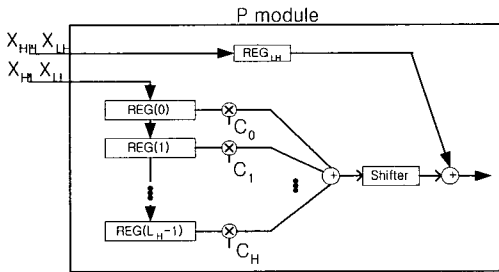 P module
X_HH, X_LH
REG_LH
X_HL, X_LL
REG(0)
C_0
REG(1)
C_1
+
Shifter
+
REG(L_H-1)
C_H